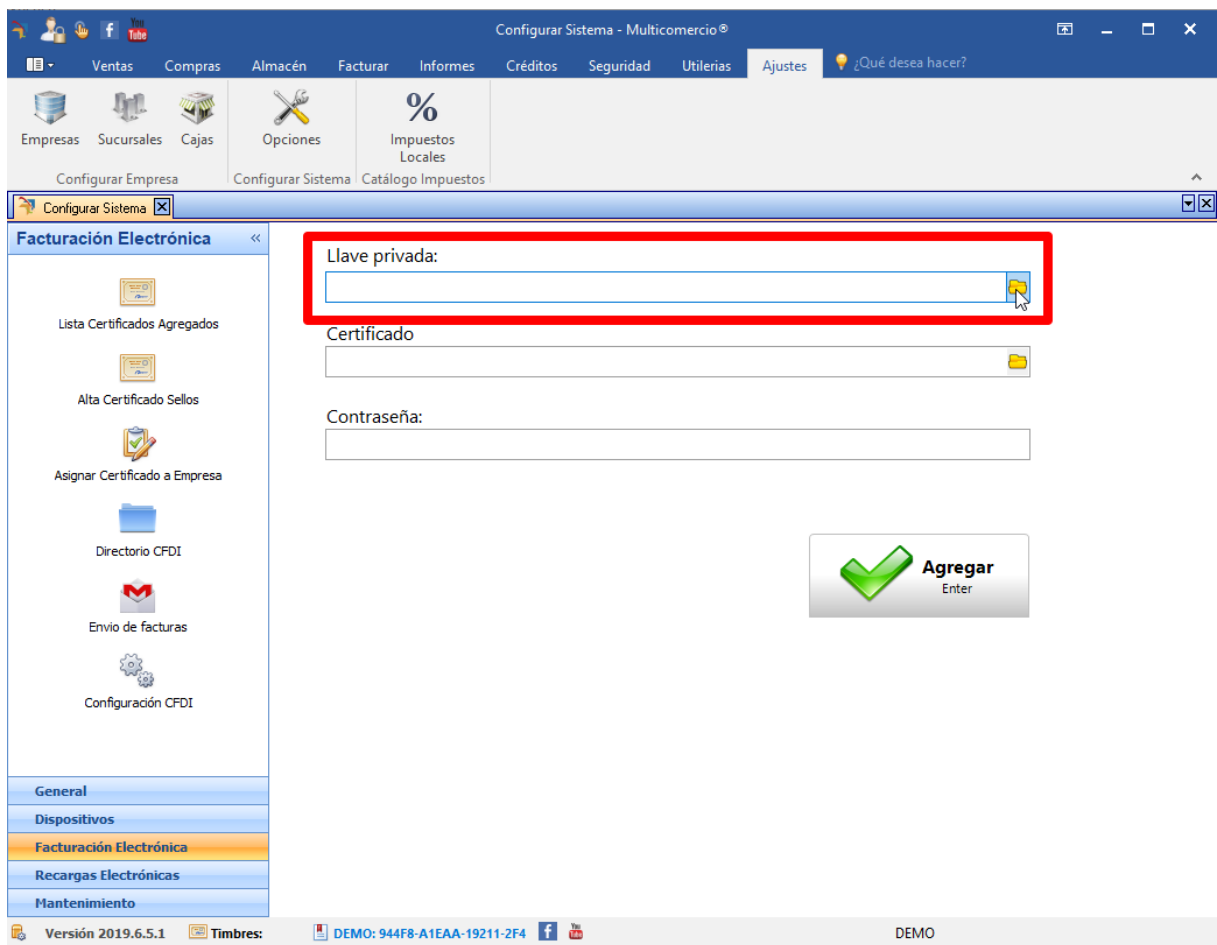 You
Tube
Configurar Sistema - Multicomercio®
Ventas Compras Almacén Facturar Informes Créditos Seguridad Utilerias Ajustes ¿Qué desea hacer?
Empresas Sucursales Cajas Opciones Impuestos Locales
Configurar Empresa Configurar Sistema Catálogo Impuestos
Configurar Sistema
Facturación Electrónica
Lista Certificados Agregados
Alta Certificado Sellos
Asignar Certificado a Empresa
Directorio CFDI
Envio de facturas
Configuración CFDI
General
Dispositivos
Facturación Electrónica
Recargas Electrónicas
Mantenimiento
Llave privada:
Certificado
Contraseña:
Agregar
Enter
Versión 2019.6.5.1 Timbres: DEMO: 944F8-A1EAA-19211-2F4 DEMO